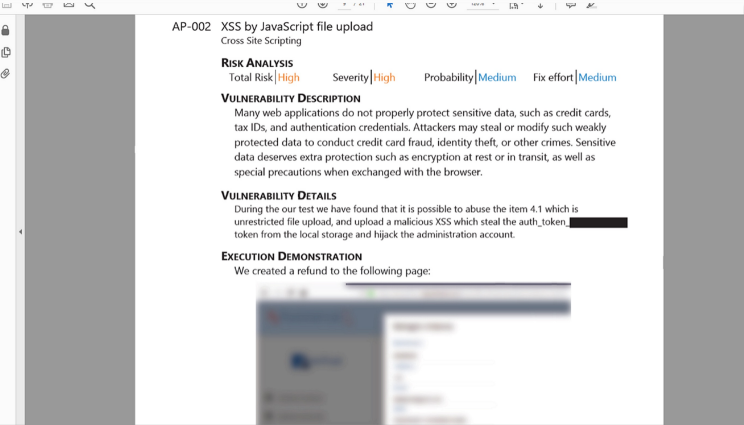 AP-002 XSS by JavaScript file upload
Cross Site Scripting
RISK ANALYSIS
Total Risk|High Severity|High Probability|Medium Fix effort|Medium
VULNERABILITY DESCRIPTION
Many web applications do not properly protect sensitive data, such as credit cards,
tax IDs, and authentication credentials. Attackers may steal or modify such weakly
protected data to conduct credit card fraud, identity theft, or other crimes. Sensitive
data deserves extra protection such as encryption at rest or in transit, as well as
special precautions when exchanged with the browser.
VULNERABILITY DETAILS
During the our test we have found that it is possible to abuse the item 4.1 which is
unrestricted file upload, and upload a malicious XSS which steal the auth_token_
token from the local storage and hijack the administration account.
EXECUTION DEMONSTRATION
We created a refund to the following page: